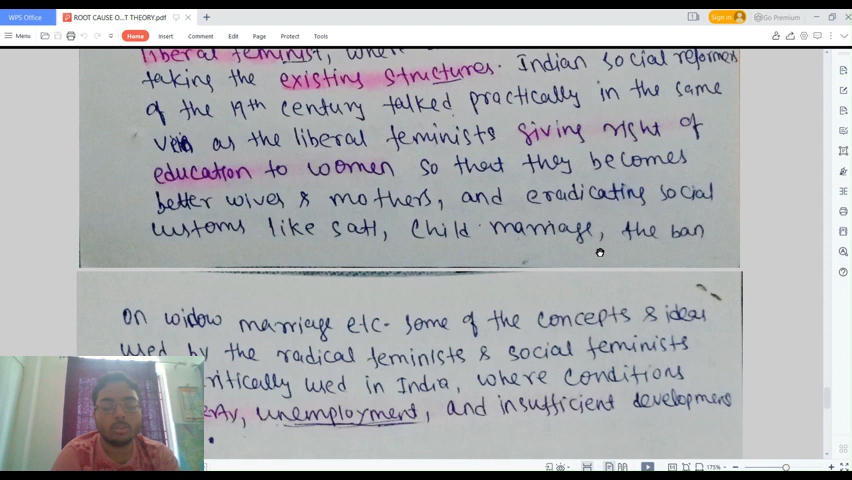 WPS Office
ROOT CAUSE O...T THEORY.pdf
Sign in
Go Premium
Menu
Home
Insert
Comment
Edit
Page
Protect
Tools
liberal feminist,
taking the existing structures. Indian social reformers
of the 19th century talked practically in the same
vein as the liberal feminists giving right of
education to women so that they becomes
better wives & mothers, and eradicating social
customs like sati, child marriage, the ban
on widow marriage etc. some of the concepts & ideas
used by the radical feminists & social feminists
critically used in India, where conditions
unemployment, and insufficient development
175%